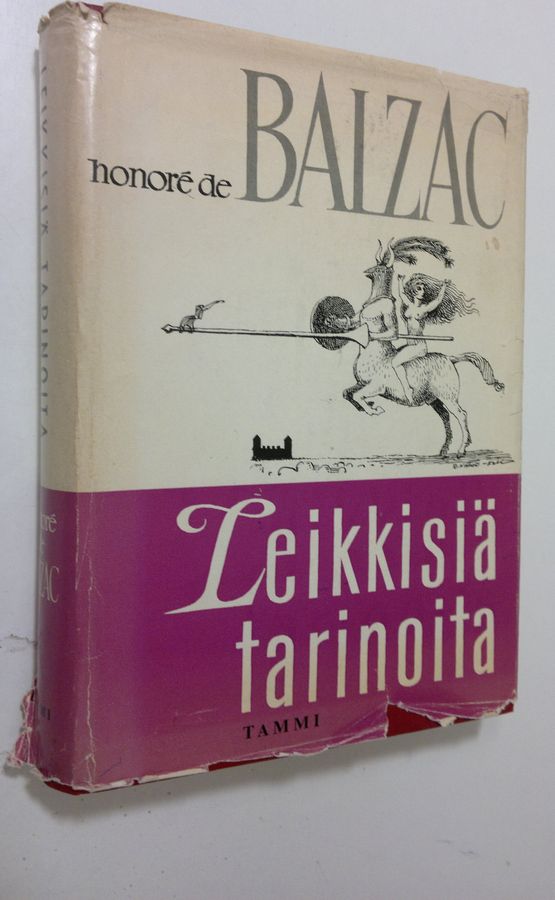 honoré de BALZAC
Leikkisiä
tarinoita
TAMMI
LEIKKISIÄ TARINOITA